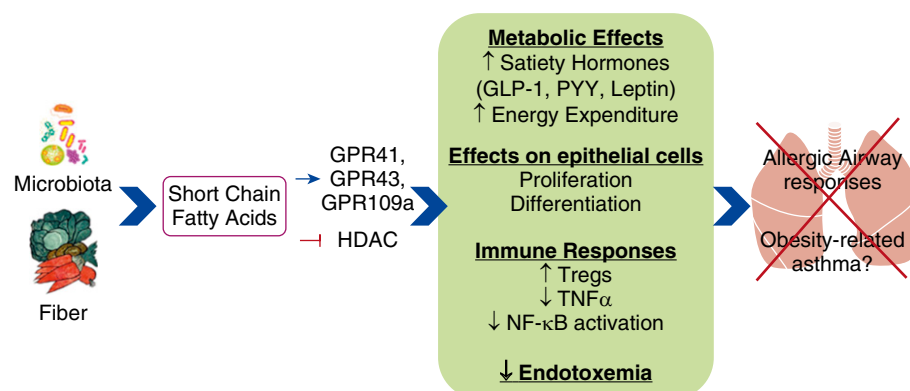 Microbiota
Fiber
Short Chain
Fatty Acids
GPR41,
GPR43,
GPR109a
HDAC
Metabolic Effects
↑ Satiety Hormones
(GLP-1, PYY, Leptin)
↑ Energy Expenditure
Effects on epithelial cells
Proliferation
Differentiation
Immune Responses
↑ Tregs
↓ TNFα
↓ NF-κB activation
↓ Endotoxemia
Allergic Airway
responses
Obesity-related
asthma?